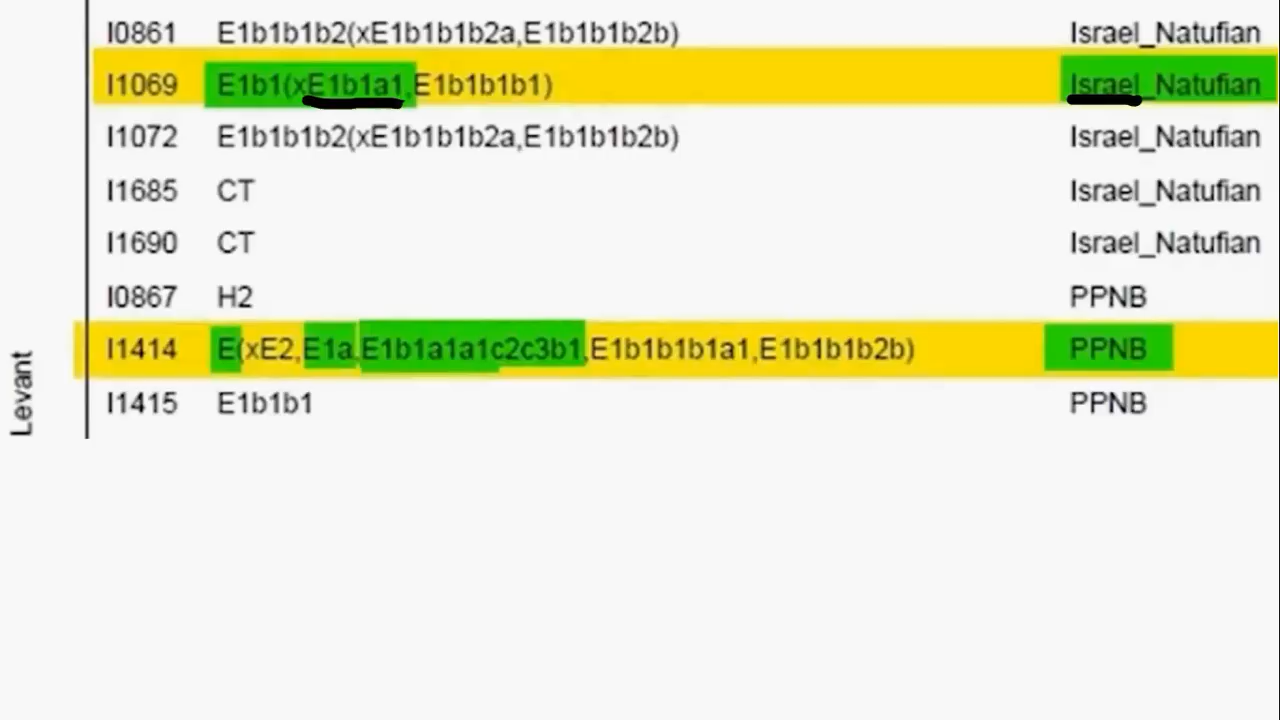 I0861 E1b1b1b2(xE1b1b1b2a,E1b1b1b2b) Israel_Natufian
I1069 E1b1(xE1b1a1,E1b1b1b1) Israel_Natufian
I1072 E1b1b1b2(xE1b1b1b2a,E1b1b1b2b) Israel_Natufian
I1685 CT Israel_Natufian
I1690 CT Israel_Natufian
I0867 H2 PPNB
I1414 E(xE2,E1a,E1b1a1a1c2c3b1,E1b1b1b1a1,E1b1b1b2b) PPNB
I1415 E1b1b1 PPNB
Levant